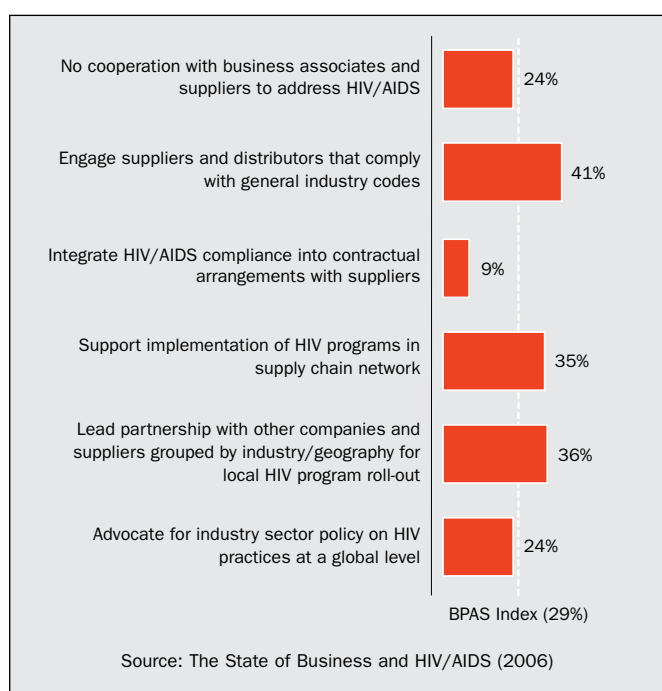 No cooperation with business associates and
suppliers to address HIV/AIDS
24%
Engage suppliers and distributors that comply
with general industry codes
41%
Integrate HIV/AIDS compliance into contractual
arrangements with suppliers
9%
Support implementation of HIV programs in
supply chain network
35%
Lead partnership with other companies and
suppliers grouped by industry/geography for
local HIV program roll-out
36%
Advocate for industry sector policy on HIV
practices at a global level
24%
BPAS Index (29%)
Source: The State of Business and HIV/AIDS (2006)